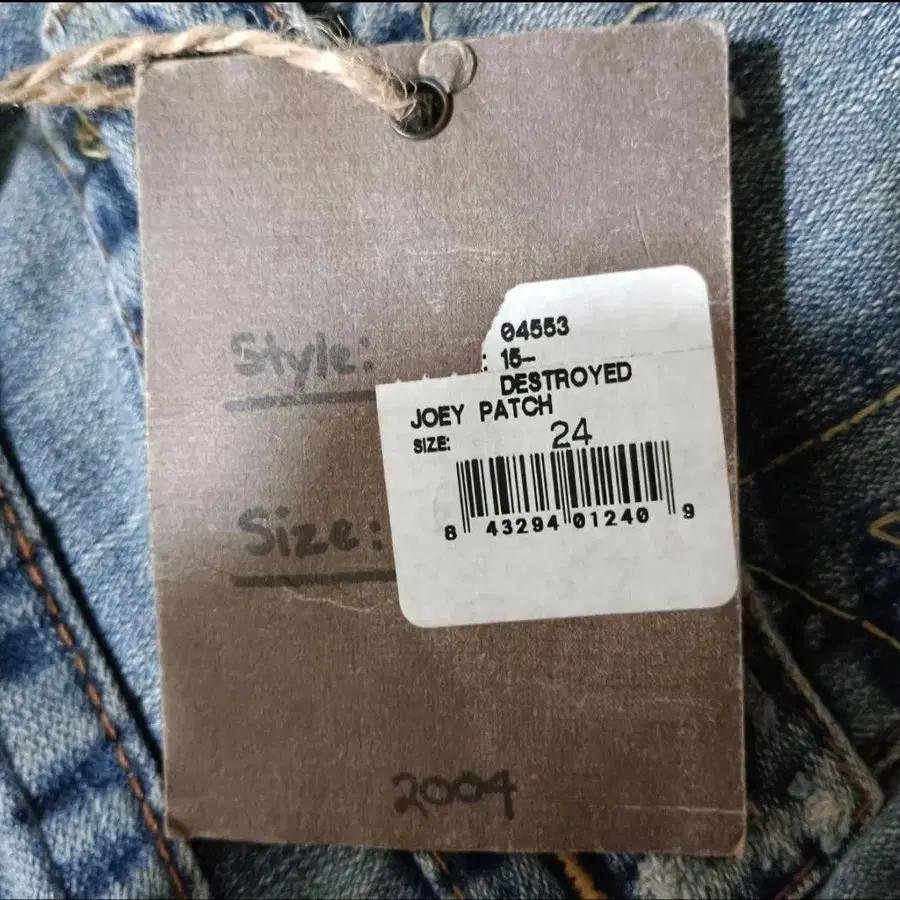 Style:
04553
: 15-
DESTROYED
JOEY PATCH
SIZE: 24
8 43294 01240 9
Size:
2004